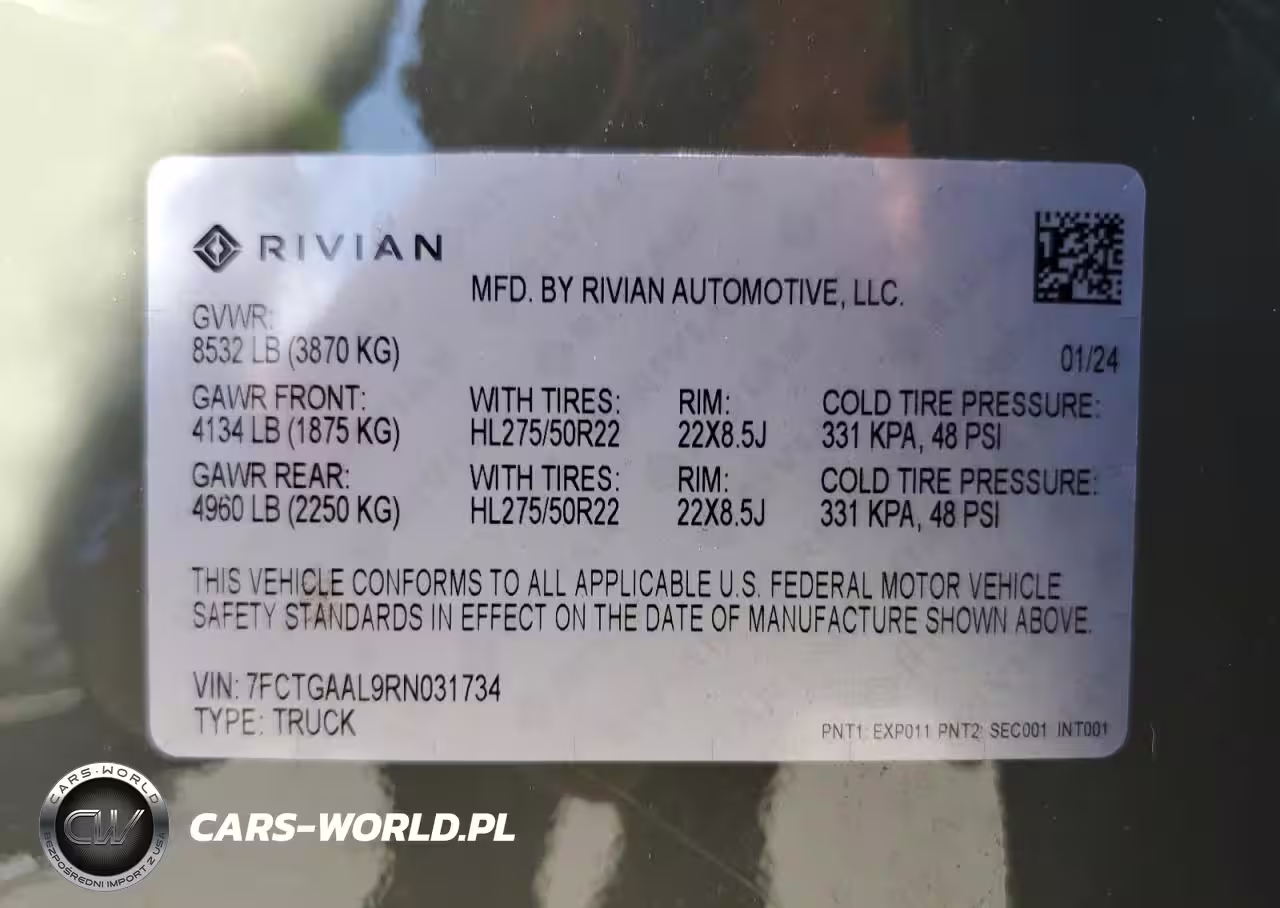 RIVIAN
MFD. BY RIVIAN AUTOMOTIVE, LLC.
GVWR:
8532 LB (3870 KG)
01/24
GAWR FRONT: WITH TIRES: RIM: COLD TIRE PRESSURE:
4134 LB (1875 KG) HL275/50R22 22X8.5J 331 KPA, 48 PSI
GAWR REAR: WITH TIRES: RIM: COLD TIRE PRESSURE:
4960 LB (2250 KG) HL275/50R22 22X8.5J 331 KPA, 48 PSI
THIS VEHICLE CONFORMS TO ALL APPLICABLE U.S. FEDERAL MOTOR VEHICLE
SAFETY STANDARDS IN EFFECT ON THE DATE OF MANUFACTURE SHOWN ABOVE.
VIN: 7FCTGAAL9RN031734
TYPE: TRUCK
PNT1: EXP011 PNT2: SEC001 INT001
CARS-WORLD
CW
BEZPOŚREDNI IMPORT Z USA
CARS-WORLD.PL